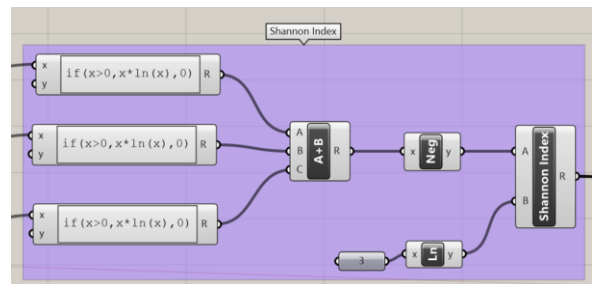 Shannon Index
x
y
if(x>0,x*ln(x),0)
R
x
y
if(x>0,x*ln(x),0)
R
x
y
if(x>0,x*ln(x),0)
R
A
B
C
A+B
R
x
Neg
y
3
x
Ln
y
A
B
Shannon Index
R